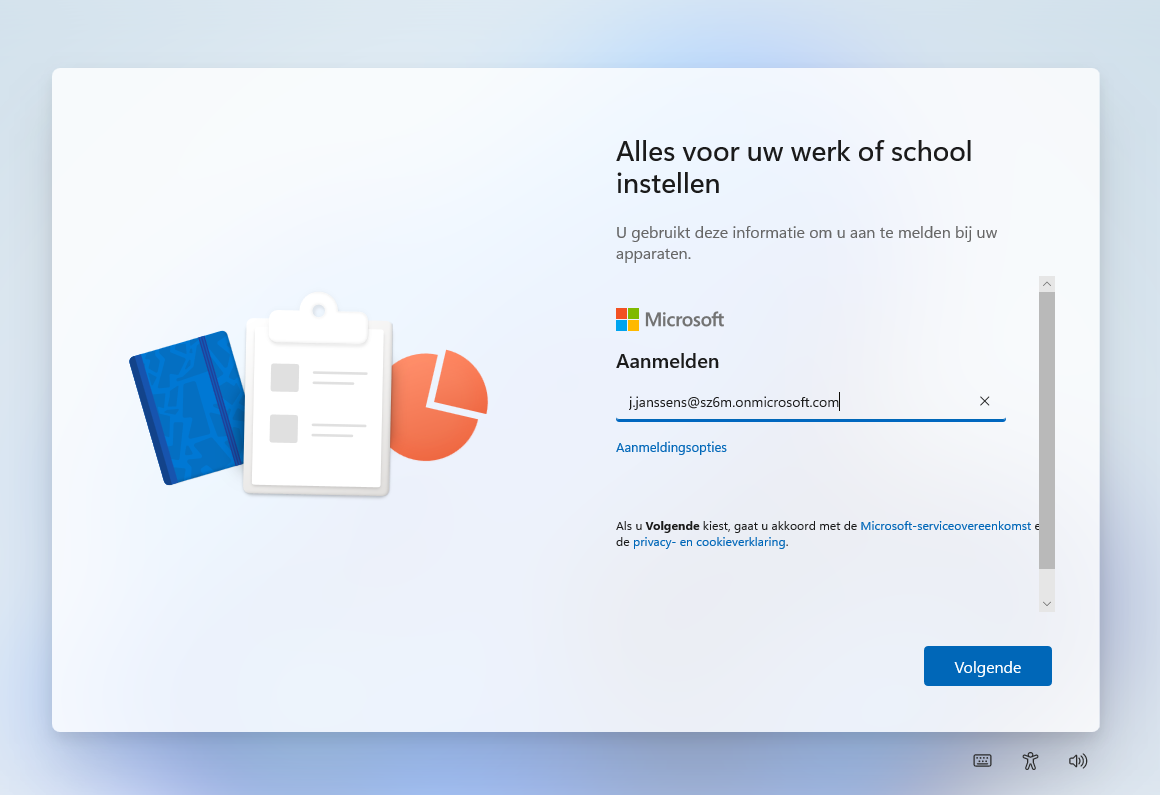 Alles voor uw werk of school
instellen
U gebruikt deze informatie om u aan te melden bij uw
apparaten.
Microsoft
Aanmelden
j.janssens@sz6m.onmicrosoft.com
Aanmeldingsopties
Als u Volgende kiest, gaat u akkoord met de Microsoft-serviceovereenkomst e
de privacy- en cookieverklaring.
Volgende